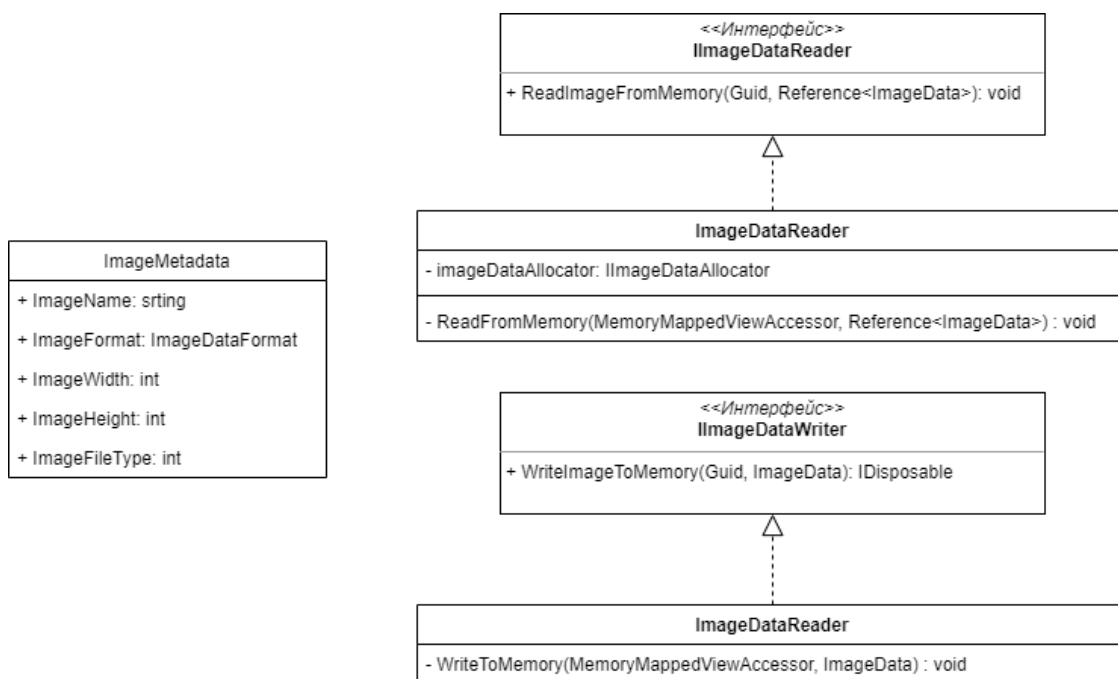 <<Интерфейс>>
IImageDataReader
+ ReadImageFromMemory(Guid, Reference<ImageData>): void
ImageDataReader
- imageDataAllocator: IImageDataAllocator
- ReadFromMemory(MemoryMappedViewAccessor, Reference<ImageData>) : void
ImageMetadata
+ ImageName: srting
+ ImageFormat: ImageDataFormat
+ ImageWidth: int
+ ImageHeight: int
+ ImageFileType: int
<<Интерфейс>>
IImageDataWriter
+ WriteImageToMemory(Guid, ImageData): IDisposable
ImageDataReader
- WriteToMemory(MemoryMappedViewAccessor, ImageData) : void